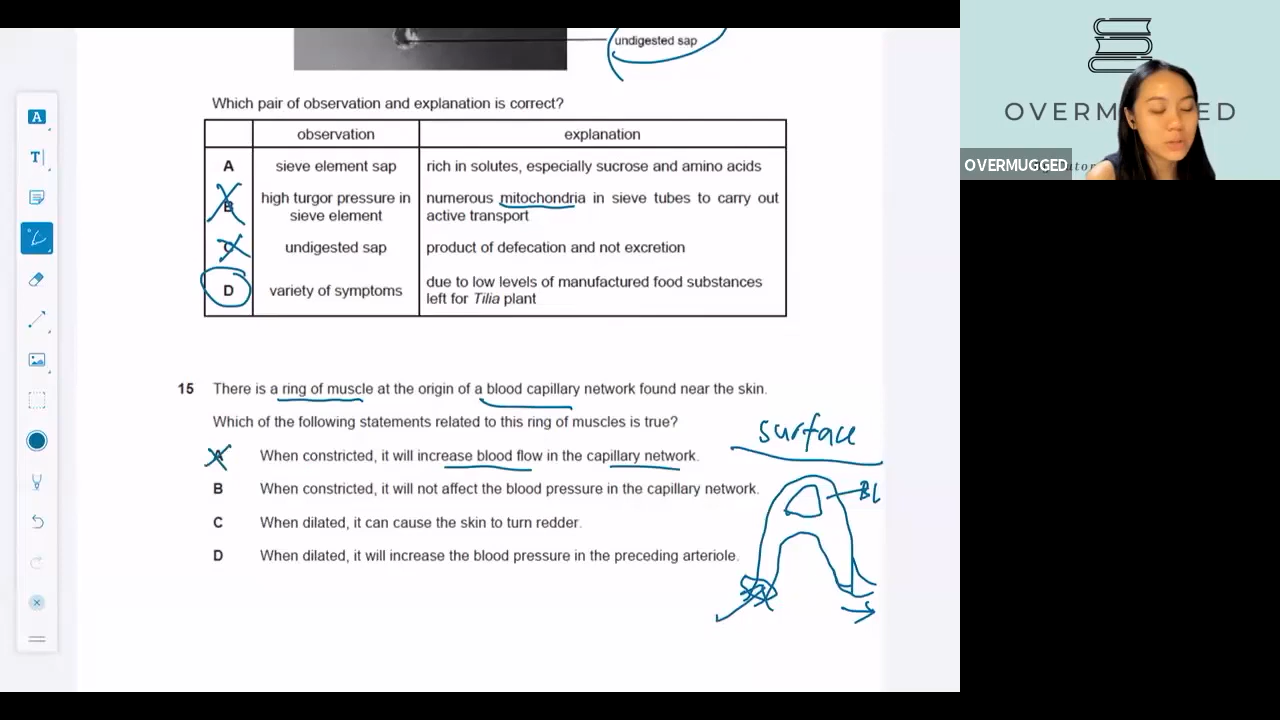 undigested sap
Which pair of observation and explanation is correct?
observation explanation
A sieve element sap rich in solutes, especially sucrose and amino acids
B high turgor pressure in sieve element numerous mitochondria in sieve tubes to carry out active transport
C undigested sap product of defecation and not excretion
D variety of symptoms due to low levels of manufactured food substances left for Tilia plant
15 There is a ring of muscle at the origin of a blood capillary network found near the skin.
Which of the following statements related to this ring of muscles is true?
surface
A When constricted, it will increase blood flow in the capillary network.
B When constricted, it will not affect the blood pressure in the capillary network.
BC
C When dilated, it can cause the skin to turn redder.
D When dilated, it will increase the blood pressure in the preceding arteriole.
A
T
OVERM ED
OVERMUGGED
utor